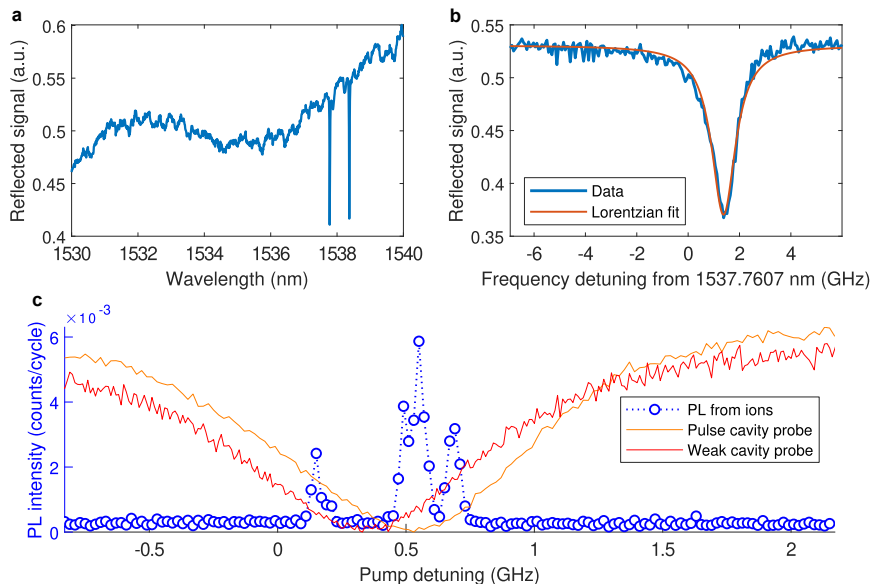 a
Reflected signal (a.u.)
0.6
0.55
0.5
0.45
0.4
1530
1532
1534
1536
1538
1540
Wavelength (nm)
b
Reflected signal (a.u.)
0.55
0.5
0.45
0.4
0.35
Data
Lorentzian fit
-6
-4
-2
0
2
4
Frequency detuning from 1537.7607 nm (GHz)
c
×10⁻³
PL intensity (counts/cycle)
6
4
2
0
PL from ions
Pulse cavity probe
Weak cavity probe
-0.5
0
0.5
1
1.5
2
Pump detuning (GHz)